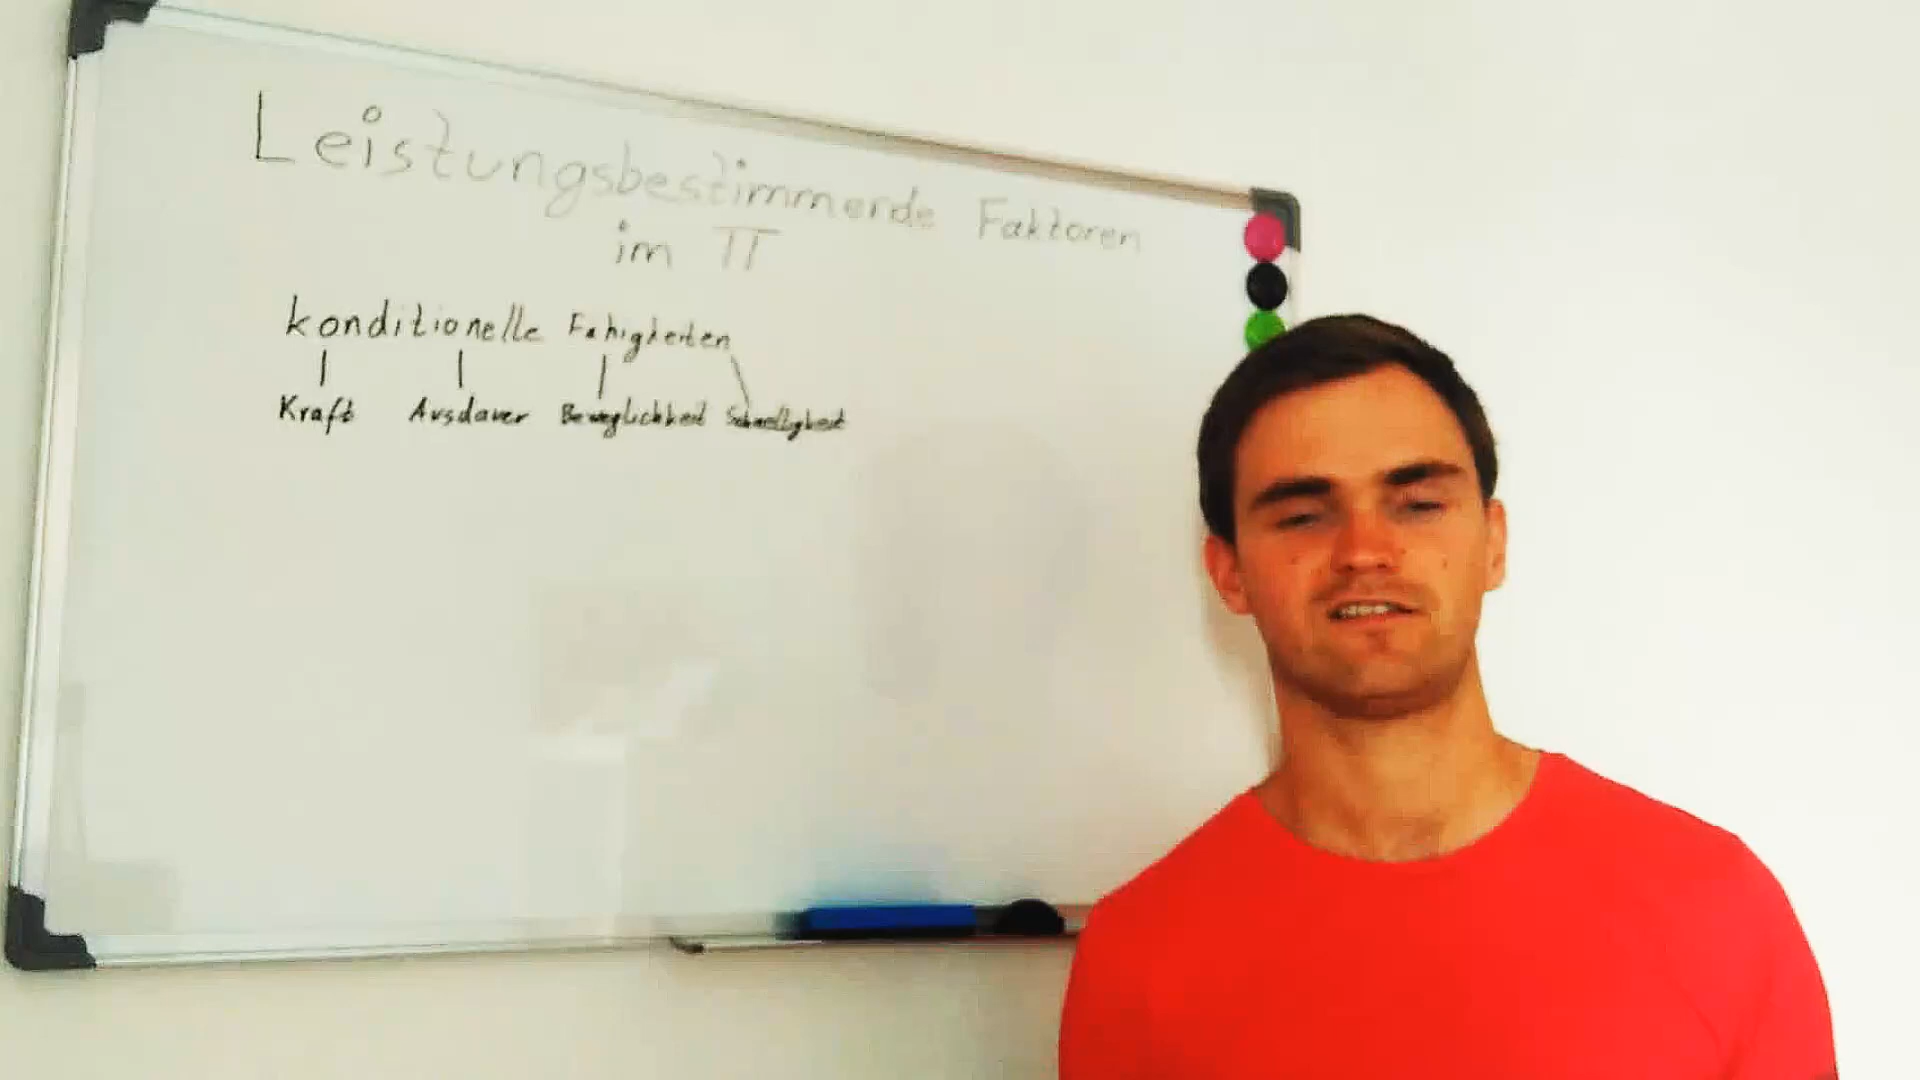 Leistungsbestimmende Faktoren
im TT
konditionelle Fähigkeiten
Kraft Ausdauer Beweglichkeit Schnelligkeit